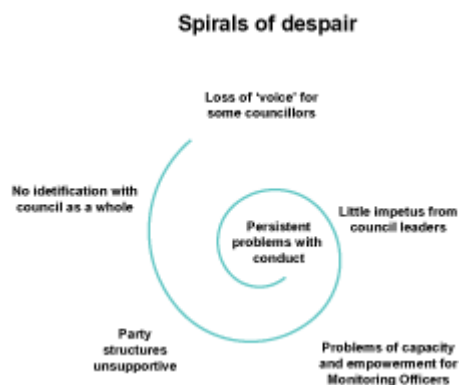 Spirals of despair
Loss of 'voice' for
some councillors
No idetification with
council as a whole
Persistent
problems with
conduct
Little impetus from
council leaders
Party
structures
unsupportive
Problems of capacity
and empowerment for
Monitoring Officers